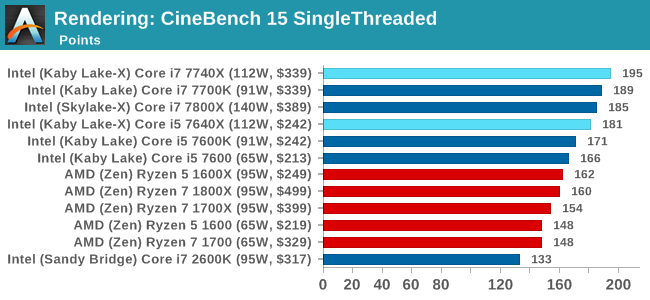 Rendering: CineBench 15 SingleThreaded
Points
Intel (Kaby Lake-X) Core i7 7740X (112W, $339) 195
Intel (Kaby Lake) Core i7 7700K (91W, $339) 189
Intel (Skylake-X) Core i7 7800X (140W, $389) 185
Intel (Kaby Lake-X) Core i5 7640X (112W, $242) 181
Intel (Kaby Lake) Core i5 7600K (91W, $242) 171
Intel (Kaby Lake) Core i5 7600 (65W, $213) 166
AMD (Zen) Ryzen 5 1600X (95W, $249) 162
AMD (Zen) Ryzen 7 1800X (95W, $499) 160
AMD (Zen) Ryzen 7 1700X (95W, $399) 154
AMD (Zen) Ryzen 5 1600 (65W, $219) 148
AMD (Zen) Ryzen 7 1700 (65W, $329) 148
Intel (Sandy Bridge) Core i7 2600K (95W, $317) 133
0 20 40 60 80 120 160 200